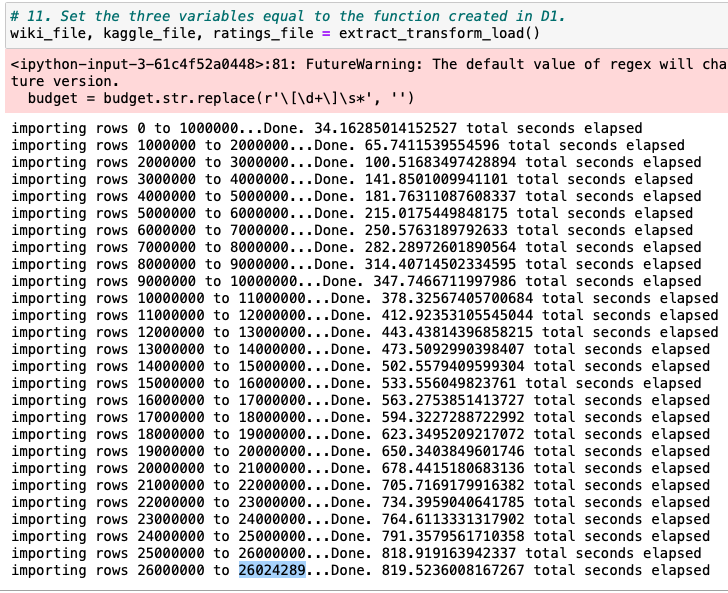 # 11. Set the three variables equal to the function created in D1.
wiki_file, kaggle_file, ratings_file = extract_transform_load()
<ipython-input-3-61c4f52a0448>:81: FutureWarning: The default value of regex will cha
ture version.
budget = budget.str.replace(r'\[\d+\]\s*', '')
importing rows 0 to 1000000...Done. 34.16285014152527 total seconds elapsed
importing rows 1000000 to 2000000...Done. 65.7411539554596 total seconds elapsed
importing rows 2000000 to 3000000...Done. 100.51683497428894 total seconds elapsed
importing rows 3000000 to 4000000...Done. 141.8501009941101 total seconds elapsed
importing rows 4000000 to 5000000...Done. 181.76311087608337 total seconds elapsed
importing rows 5000000 to 6000000...Done. 215.0175449848175 total seconds elapsed
importing rows 6000000 to 7000000...Done. 250.5763189792633 total seconds elapsed
importing rows 7000000 to 8000000...Done. 282.28972601890564 total seconds elapsed
importing rows 8000000 to 9000000...Done. 314.40714502334595 total seconds elapsed
importing rows 9000000 to 10000000...Done. 347.7466711997986 total seconds elapsed
importing rows 10000000 to 11000000...Done. 378.32567405700684 total seconds elapsed
importing rows 11000000 to 12000000...Done. 412.92353105545044 total seconds elapsed
importing rows 12000000 to 13000000...Done. 443.43814396858215 total seconds elapsed
importing rows 13000000 to 14000000...Done. 473.5092990398407 total seconds elapsed
importing rows 14000000 to 15000000...Done. 502.5579409599304 total seconds elapsed
importing rows 15000000 to 16000000...Done. 533.556049823761 total seconds elapsed
importing rows 16000000 to 17000000...Done. 563.2753851413727 total seconds elapsed
importing rows 17000000 to 18000000...Done. 594.3227288722992 total seconds elapsed
importing rows 18000000 to 19000000...Done. 623.3495209217072 total seconds elapsed
importing rows 19000000 to 20000000...Done. 650.3403849601746 total seconds elapsed
importing rows 20000000 to 21000000...Done. 678.4415180683136 total seconds elapsed
importing rows 21000000 to 22000000...Done. 705.7169179916382 total seconds elapsed
importing rows 22000000 to 23000000...Done. 734.3959040641785 total seconds elapsed
importing rows 23000000 to 24000000...Done. 764.6113331317902 total seconds elapsed
importing rows 24000000 to 25000000...Done. 791.3579561710358 total seconds elapsed
importing rows 25000000 to 26000000...Done. 818.919163942337 total seconds elapsed
importing rows 26000000 to 26024289...Done. 819.5236008167267 total seconds elapsed